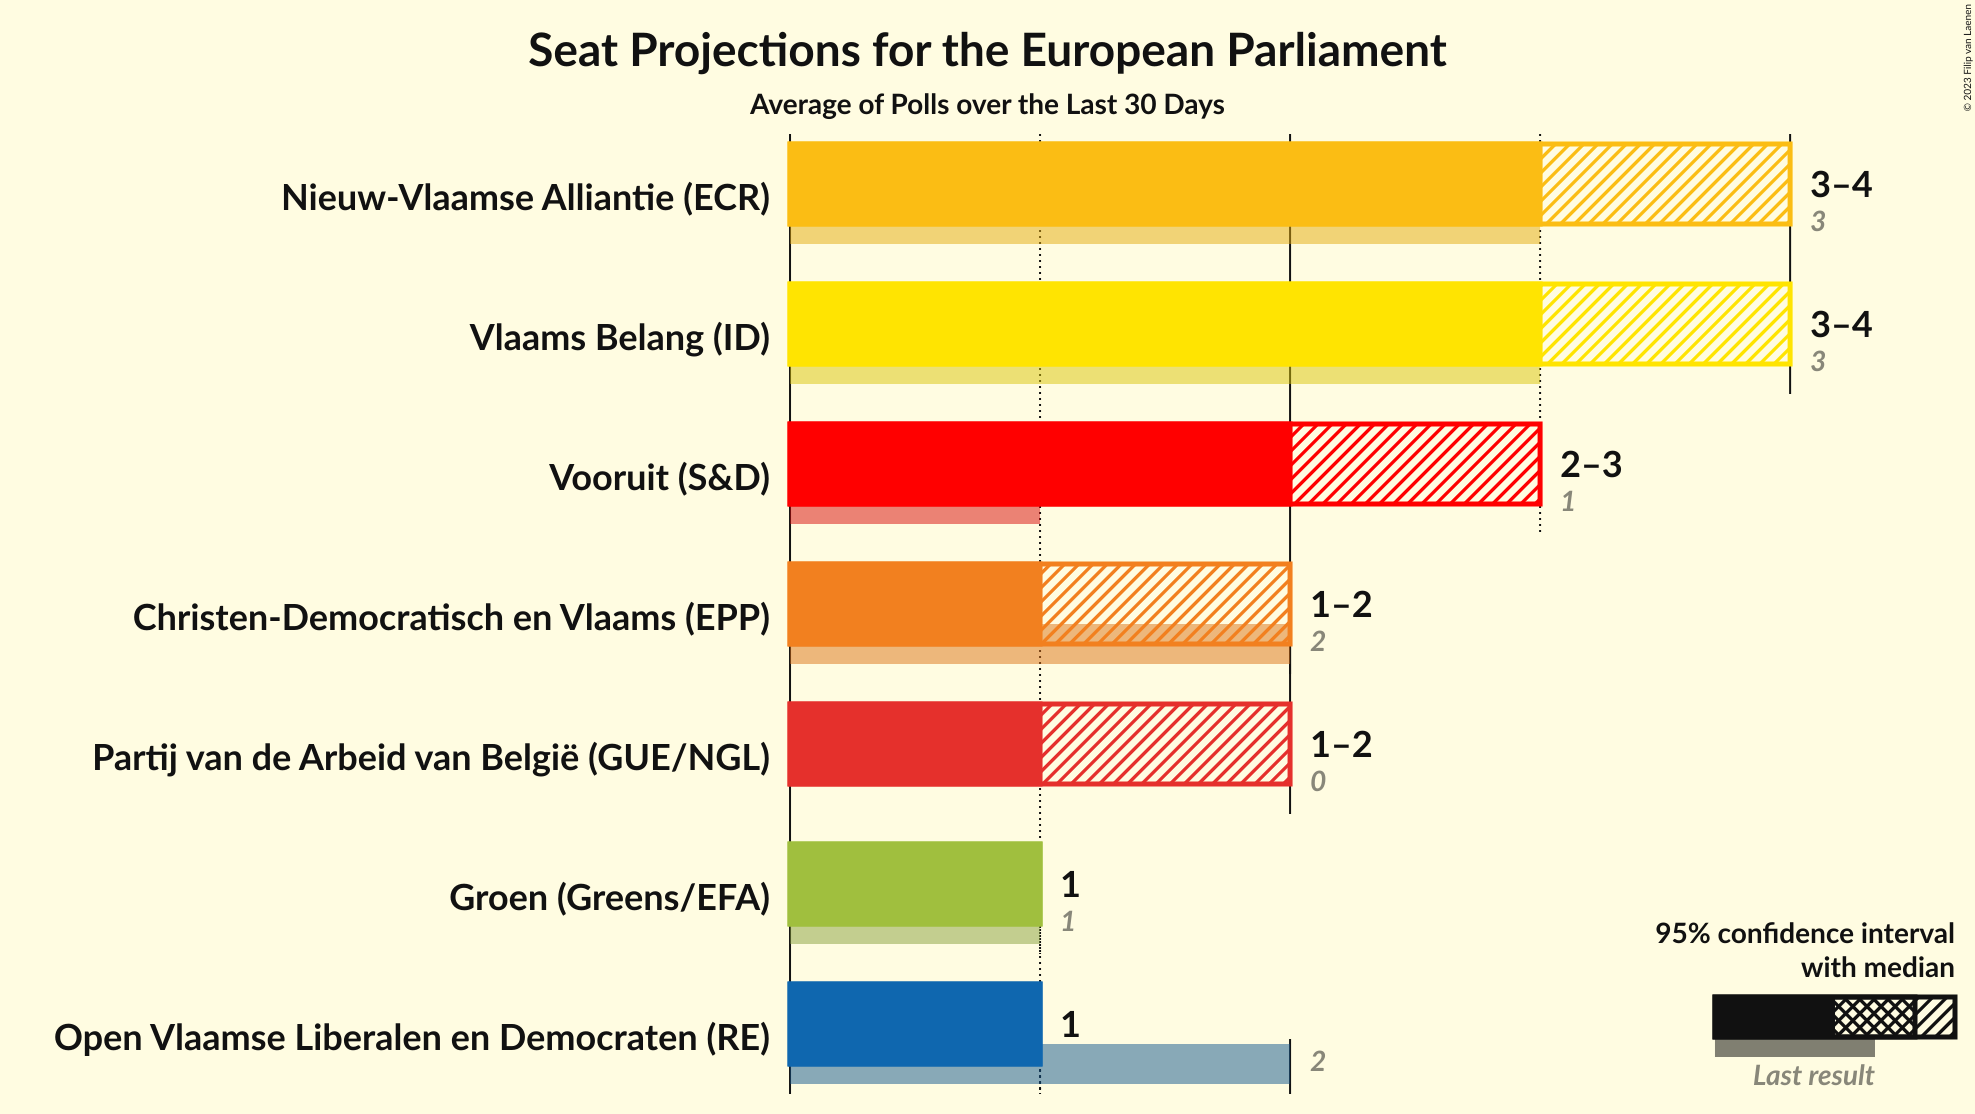 Seat Projections for the European Parliament
Average of Polls over the Last 30 Days
© 2023 Filip van Laenen
Nieuw-Vlaamse Alliantie (ECR)
3–4
3
Vlaams Belang (ID)
3–4
3
Vooruit (S&D)
2–3
1
Christen-Democratisch en Vlaams (EPP)
1–2
2
Partij van de Arbeid van België (GUE/NGL)
1–2
0
Groen (Greens/EFA)
1
1
Open Vlaamse Liberalen en Democraten (RE)
1
2
95% confidence interval
with median
Last result